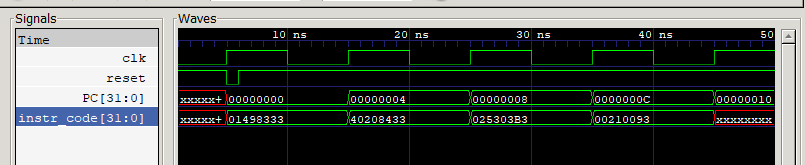 Signals
Waves
Time
10 ns 20 ns 30 ns 40 ns 50
clk
reset
PC[31:0] xxxxx+ 00000000 00000004 00000008 0000000C 00000010
instr_code[31:0] xxxxx+ 01498333 40208433 025303B3 00210093 xxxxxxxx